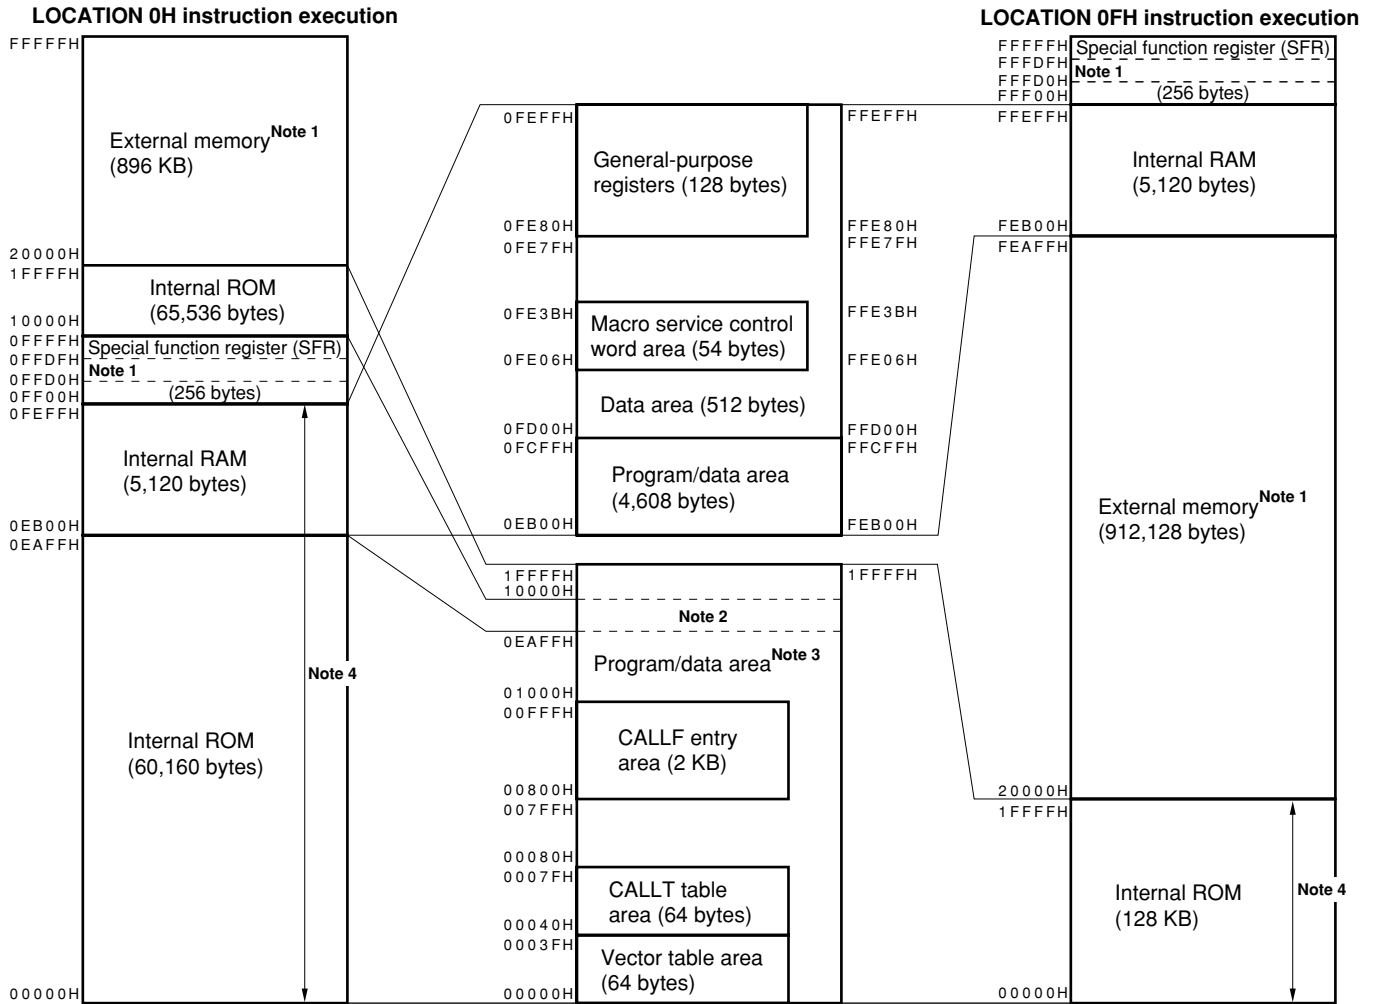 LOCATION 0H instruction execution
FFFFFH
External memory Note 1
(896 KB)
20000H
1FFFFH
Internal ROM
(65,536 bytes)
10000H
0FFFFH
Special function register (SFR)
0FFDFH
Note 1
0FFD0H
(256 bytes)
0FF00H
0FEFFH
Internal RAM
(5,120 bytes)
0EB00H
0EAFFH
Note 4
Internal ROM
(60,160 bytes)
00000H
0FEFFH
FFEFFH
General-purpose
registers (128 bytes)
0FE80H
FFE80H
0FE7FH
FFE7FH
0FE3BH
FFE3BH
Macro service control
word area (54 bytes)
0FE06H
FFE06H
Data area (512 bytes)
0FD00H
FFD00H
0FCFFH
FFCFFH
Program/data area
(4,608 bytes)
0EB00H
FEB00H
1FFFFH
1FFFFH
10000H
Note 2
0EAFFH
Program/data area Note 3
01000H
00FFFH
CALLF entry
area (2 KB)
00800H
007FFH
00080H
0007FH
CALLT table
area (64 bytes)
00040H
0003FH
Vector table area
(64 bytes)
00000H
LOCATION 0FH instruction execution
FFFFFH
Special function register (SFR)
FFFDFH
Note 1
FFFD0H
(256 bytes)
FFF00H
FFEFFH
Internal RAM
(5,120 bytes)
FEB00H
FEAFFH
External memory Note 1
(912,128 bytes)
20000H
1FFFFH
Internal ROM
(128 KB)
Note 4
00000H